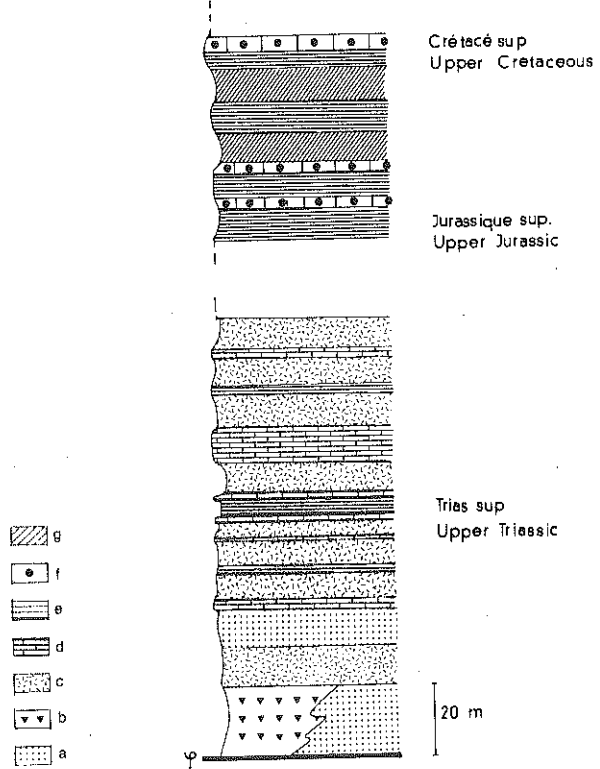 Crétacé sup
Upper Cretaceous
Jurassique sup.
Upper Jurassic
Trias sup
Upper Triassic
g
f
e
d
c
b
a
20 m
φ